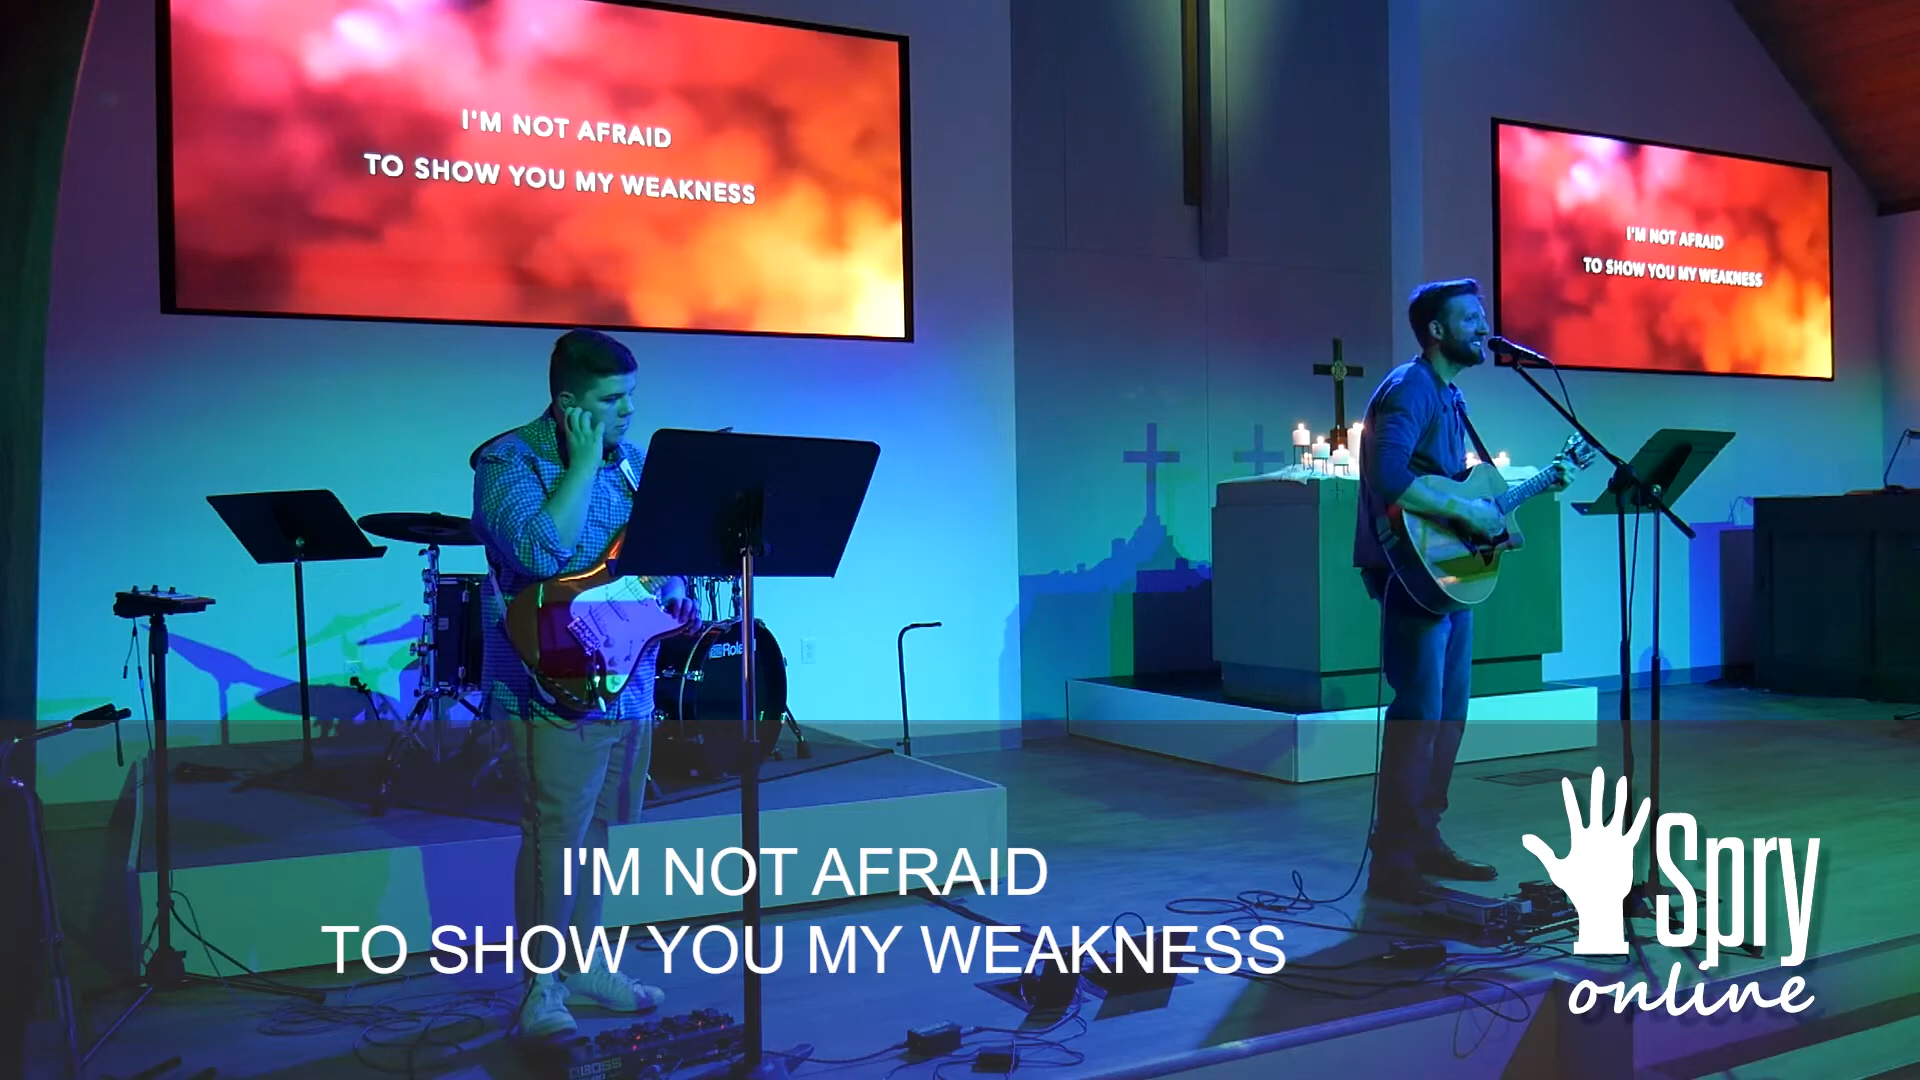 I'M NOT AFRAID
TO SHOW YOU MY WEAKNESS
I'M NOT AFRAID
TO SHOW YOU MY WEAKNESS
Roland
I'M NOT AFRAID
TO SHOW YOU MY WEAKNESS
Spry
online
BOSS